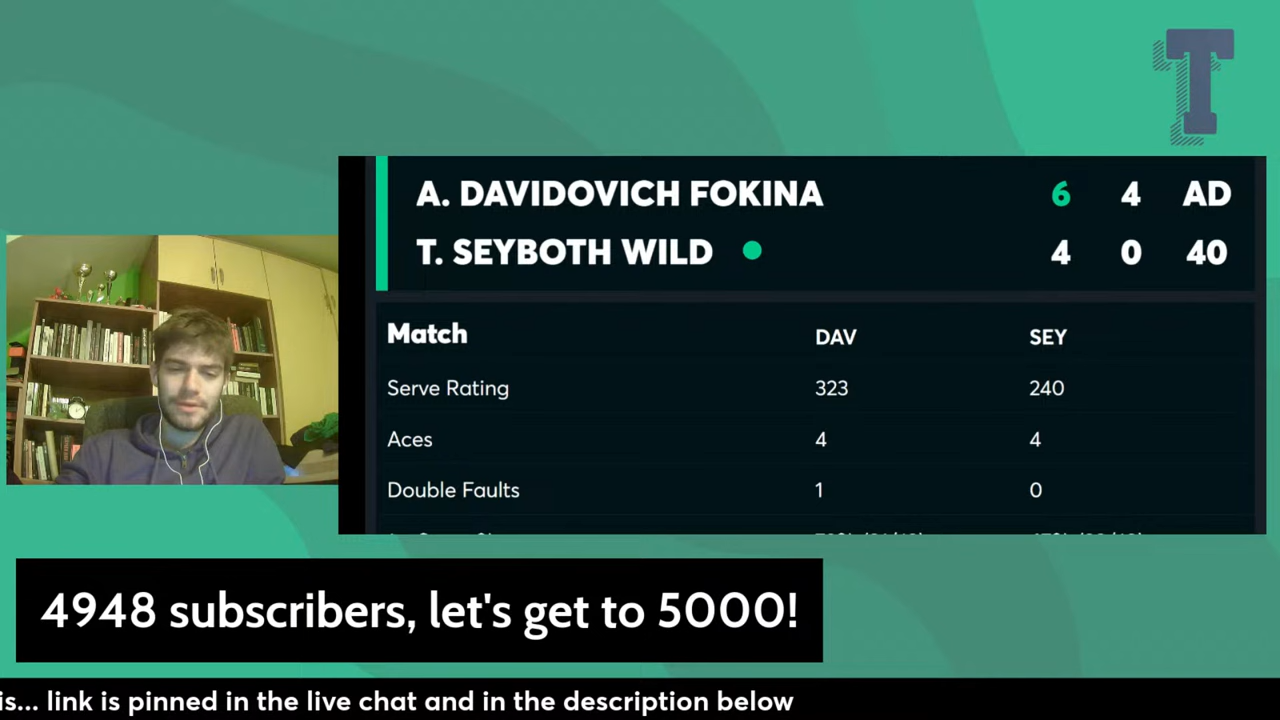 T
A. DAVIDOVICH FOKINA 6 4 AD
T. SEYBOTH WILD 4 0 40
Match DAV SEY
Serve Rating 323 240
Aces 4 4
Double Faults 1 0
4948 subscribers, let's get to 5000!
is... link is pinned in the live chat and in the description below